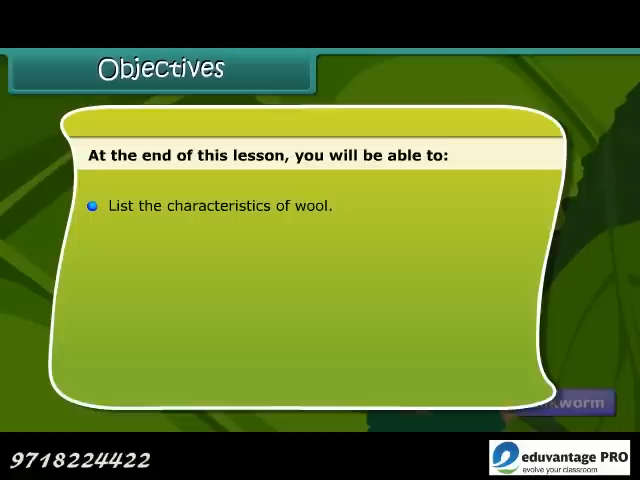 Objectives
At the end of this lesson, you will be able to:
List the characteristics of wool.
9718224422
eduvantage PRO
evolve your classroom